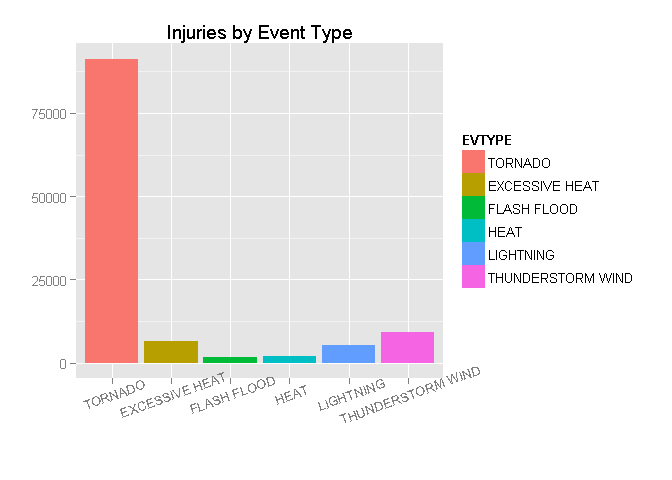 Injuries by Event Type
75000
50000
25000
0
TORNADO
EXCESSIVE HEAT
FLASH FLOOD
HEAT
LIGHTNING
THUNDERSTORM WIND
EVTYPE
TORNADO
EXCESSIVE HEAT
FLASH FLOOD
HEAT
LIGHTNING
THUNDERSTORM WIND